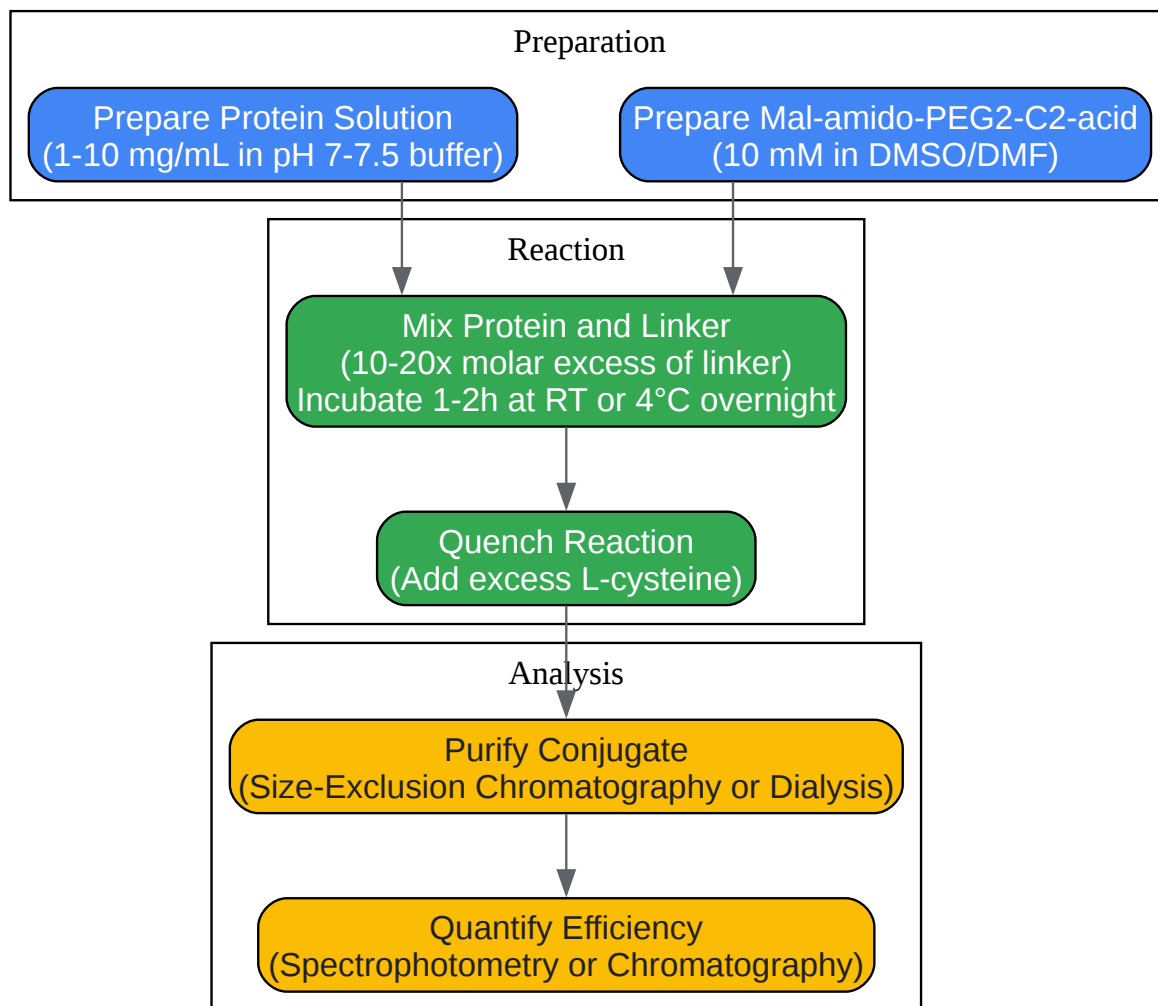 Preparation
Prepare Protein Solution
(1-10 mg/mL in pH 7-7.5 buffer)
Prepare Mal-amido-PEG2-C2-acid
(10 mM in DMSO/DMF)
Reaction
Mix Protein and Linker
(10-20x molar excess of linker)
Incubate 1-2h at RT or 4°C overnight
Quench Reaction
(Add excess L-cysteine)
Analysis
Purify Conjugate
(Size-Exclusion Chromatography or Dialysis)
Quantify Efficiency
(Spectrophotometry or Chromatography)